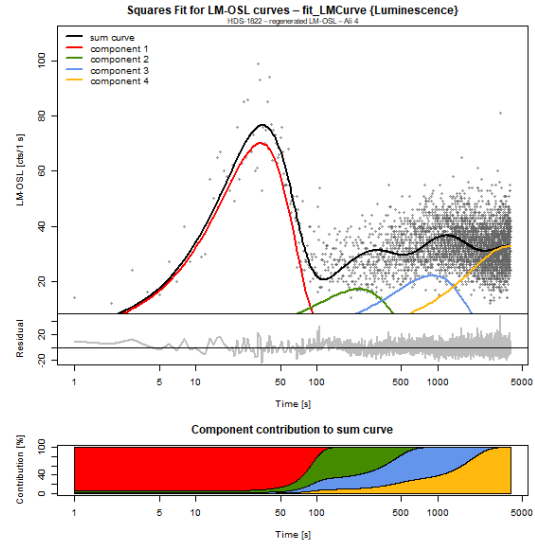 Squares Fit for LM-OSL curves – fit_LMCurve {Luminescence}
HDS-1822 – regenerated LM-OSL – Ali 4
sum curve
component 1
component 2
component 3
component 4
LM-OSL [cts/1 s]
100
80
60
40
20
Residual
20
-20
1
5
10
50
100
500
1000
5000
Time [s]
Component contribution to sum curve
Contribution [%]
100
40
0
1
5
10
50
100
500
1000
5000
Time [s]